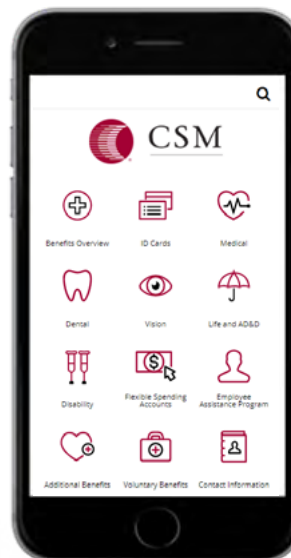 CSM
Benefits Overview
ID Cards
Medical
Dental
Vision
Life and AD&D
Disability
Flexible Spending
Accounts
Employee
Assistance Program
Additional Benefits
Voluntary Benefits
Contact Information